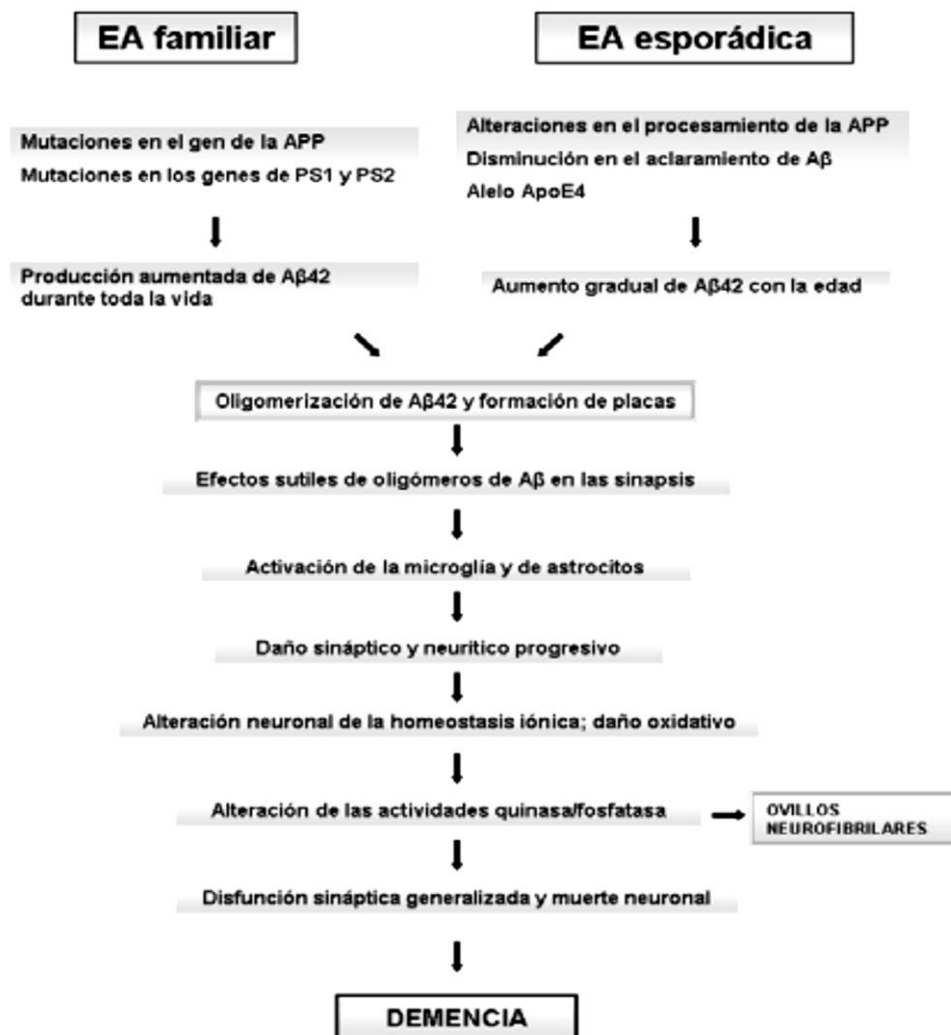 EA familiar
EA esporádica
Mutaciones en el gen de la APP
Mutaciones en los genes de PS1 y PS2
Alteraciones en el procesamiento de la APP
Disminución en el aclaramiento de Aβ
Alelo ApoE4
Producción aumentada de Aβ42
durante toda la vida
Aumento gradual de Aβ42 con la edad
Oligomerización de Aβ42 y formación de placas
Efectos sutiles de oligómeros de Aβ en las sinapsis
Activación de la microglía y de astrocitos
Daño sináptico y neurítico progresivo
Alteración neuronal de la homeostasis iónica; daño oxidativo
Alteración de las actividades quinasa/fosfatasa
OVILLOS
NEUROFIBRILARES
Disfunción sináptica generalizada y muerte neuronal
DEMENCIA